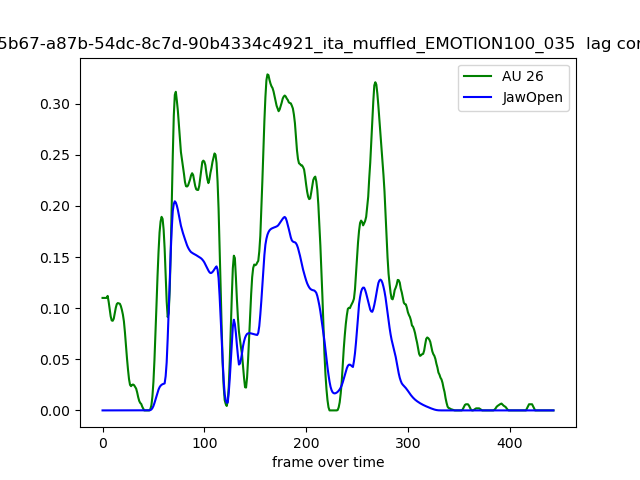 5b67-a87b-54dc-8c7d-90b4334c4921_ita_muffled_EMOTION100_035 lag cor
AU 26
JawOpen
0.30
0.25
0.20
0.15
0.10
0.05
0.00
0 100 200 300 400
frame over time